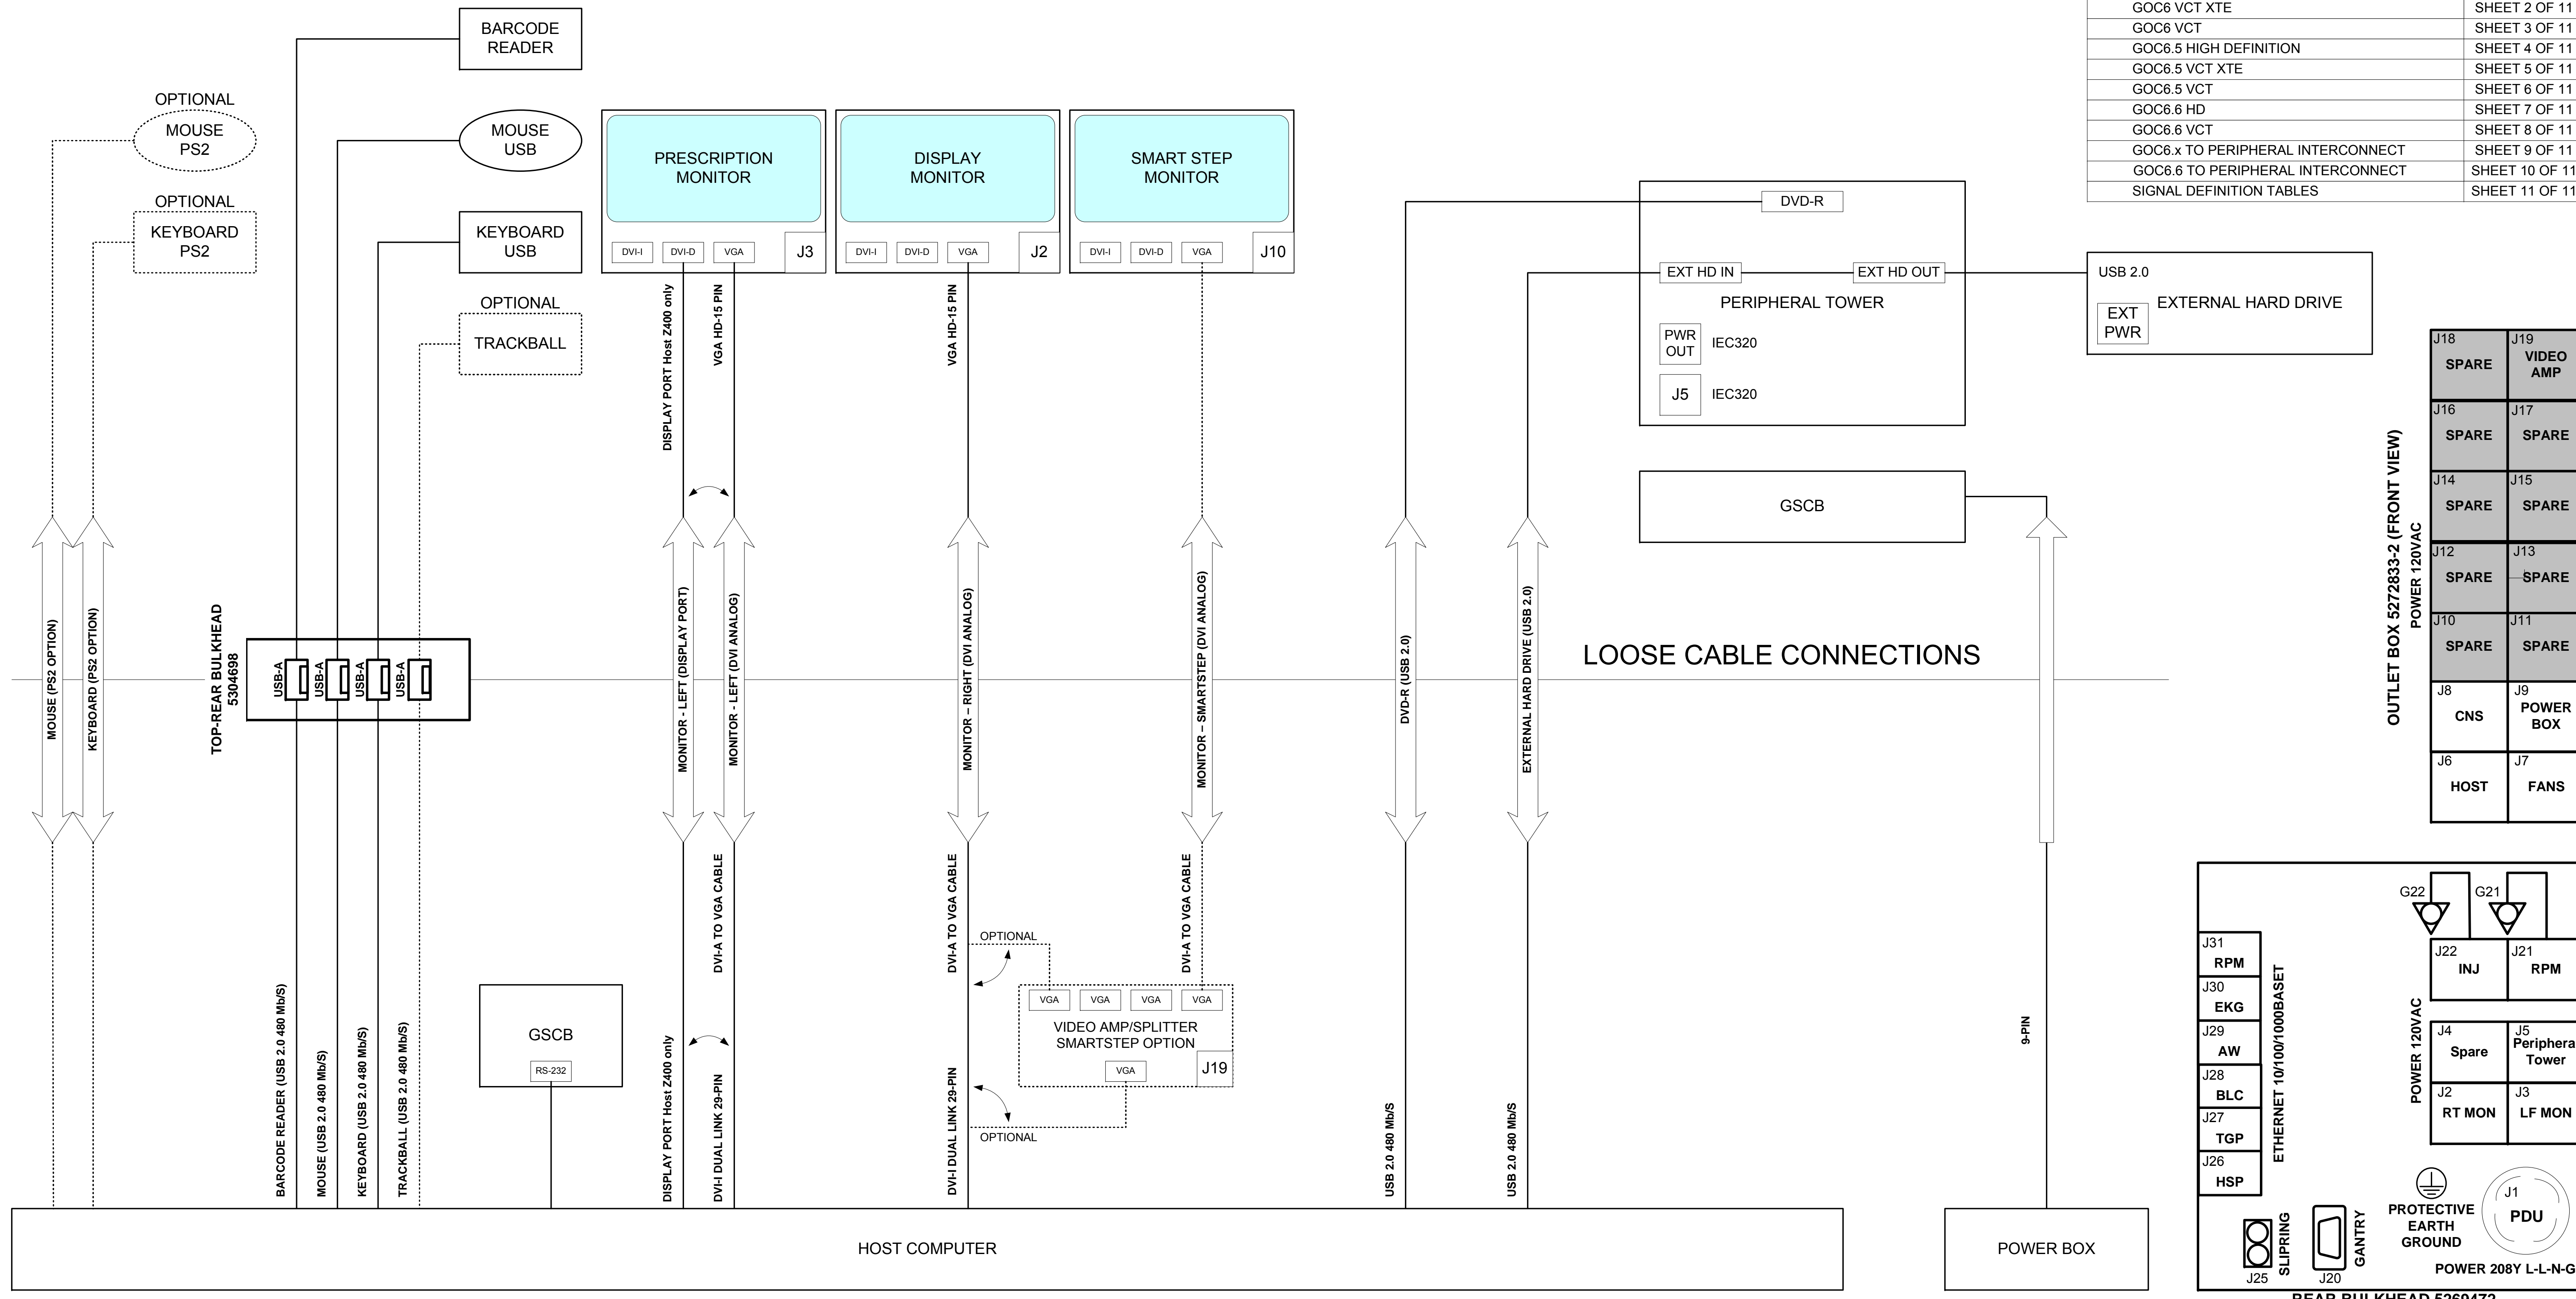 GOC6 VCT XTE SHEET 2 OF 11
GOC6 VCT SHEET 3 OF 11
GOC6.5 HIGH DEFINITION SHEET 4 OF 11
GOC6.5 VCT XTE SHEET 5 OF 11
GOC6.5 VCT SHEET 6 OF 11
GOC6.6 HD SHEET 7 OF 11
GOC6.6 VCT SHEET 8 OF 11
GOC6.x TO PERIPHERAL INTERCONNECT SHEET 9 OF 11
GOC6.6 TO PERIPHERAL INTERCONNECT SHEET 10 OF 11
SIGNAL DEFINITION TABLES SHEET 11 OF 11
BARCODE
READER
OPTIONAL
MOUSE
PS2
MOUSE
USB
OPTIONAL
KEYBOARD
PS2
KEYBOARD
USB
OPTIONAL
TRACKBALL
PRESCRIPTION
MONITOR
DVI-I DVI-D VGA J3
DISPLAY
MONITOR
DVI-I DVI-D VGA J2
SMART STEP
MONITOR
DVI-I DVI-D VGA J10
DISPLAY PORT Host Z400 only
VGA HD-15 PIN
VGA HD-15 PIN
DVD-R
EXT HD IN
EXT HD OUT
PERIPHERAL TOWER
PWR
OUT
IEC320
J5
IEC320
USB 2.0
EXTERNAL HARD DRIVE
EXT
PWR
GSCB
MOUSE (PS2 OPTION)
KEYBOARD (PS2 OPTION)
TOP-REAR BULKHEAD
5304698
USB-A
USB-A
USB-A
USB-A
MONITOR - LEFT (DISPLAY PORT)
MONITOR - LEFT (DVI ANALOG)
MONITOR – RIGHT (DVI ANALOG)
MONITOR – SMARTSTEP (DVI ANALOG)
DVD-R (USB 2.0)
EXTERNAL HARD DRIVE (USB 2.0)
LOOSE CABLE CONNECTIONS
BARCODE READER (USB 2.0 480 Mb/S)
MOUSE (USB 2.0 480 Mb/S)
KEYBOARD (USB 2.0 480 Mb/S)
TRACKBALL (USB 2.0 480 Mb/S)
GSCB
RS-232
DVI-A TO VGA CABLE
DISPLAY PORT Host Z400 only
DVI-I DUAL LINK 29-PIN
DVI-A TO VGA CABLE
DVI-I DUAL LINK 29-PIN
OPTIONAL
DVI-A TO VGA CABLE
VGA VGA VGA VGA
VIDEO AMP/SPLITTER
SMARTSTEP OPTION
VGA
J19
OPTIONAL
USB 2.0 480 Mb/S
USB 2.0 480 Mb/S
9-PIN
HOST COMPUTER
POWER BOX
OUTLET BOX 5272833-2 (FRONT VIEW)
POWER 120VAC
J18
SPARE
J19
VIDEO
AMP
J16
SPARE
J17
SPARE
J14
SPARE
J15
SPARE
J12
SPARE
J13
SPARE
J10
SPARE
J11
SPARE
J8
CNS
J9
POWER
BOX
J6
HOST
J7
FANS
G22
G21
J22
INJ
J21
RPM
POWER 120VAC
J4
Spare
J5
Periphera
Tower
J2
RT MON
J3
LF MON
J31
RPM
J30
EKG
J29
AW
J28
BLC
J27
TGP
J26
HSP
ETHERNET 10/100/1000BASET
SLIPRING
J25
GANTRY
J20
PROTECTIVE
EARTH
GROUND
J1
PDU
POWER 208Y L-L-N-G
REAR BULKHEAD 5269472